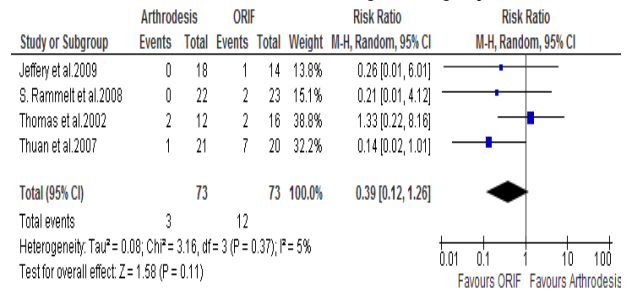 Arthrodesis ORIF Risk Ratio Risk Ratio
Study or Subgroup Events Total Events Total Weight M-H, Random, 95% CI M-H, Random, 95% CI
Jeffery et.al.2009 0 18 1 14 13.8% 0.26 [0.01, 6.01]
S. Rammelt et.al.2008 0 22 2 23 15.1% 0.21 [0.01, 4.12]
Thomas et.al.2002 2 12 2 16 38.8% 1.33 [0.22, 8.16]
Thuan et.al.2007 1 21 7 20 32.2% 0.14 [0.02, 1.01]
Total (95% CI) 73 73 100.0% 0.39 [0.12, 1.26]
Total events 3 12
Heterogeneity: Tau² = 0.08; Chi² = 3.16, df = 3 (P = 0.37); I² = 5%
Test for overall effect: Z = 1.58 (P = 0.11)
0.01 0.1 1 10 100
Favours ORIF Favours Arthrodesis